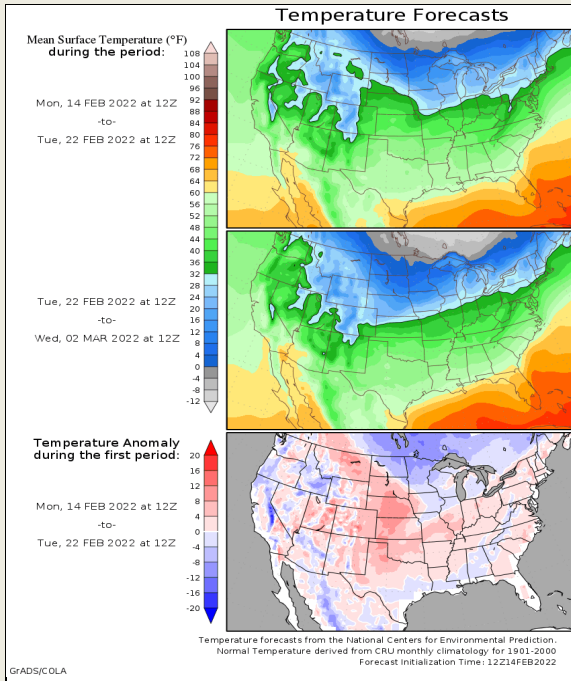 Temperature Forecasts
Mean Surface Temperature (°F)
during the period:
Mon, 14 FEB 2022 at 12Z
-to-
Tue, 22 FEB 2022 at 12Z
108
104
100
96
92
88
84
80
76
72
68
64
60
56
52
48
44
40
36
32
28
24
20
16
12
8
4
0
-4
-8
-12
Tue, 22 FEB 2022 at 12Z
-to-
Wed, 02 MAR 2022 at 12Z
Temperature Anomaly
during the first period:
Mon, 14 FEB 2022 at 12Z
-to-
Tue, 22 FEB 2022 at 12Z
20
16
12
8
4
0
-4
-8
-12
-16
-20
Temperature forecasts from the National Centers for Environmental Prediction.
Normal Temperature derived from CRU monthly climatology for 1901-2000
Forecast Initialization Time: 12Z14FEB2022
GrADS/COLA